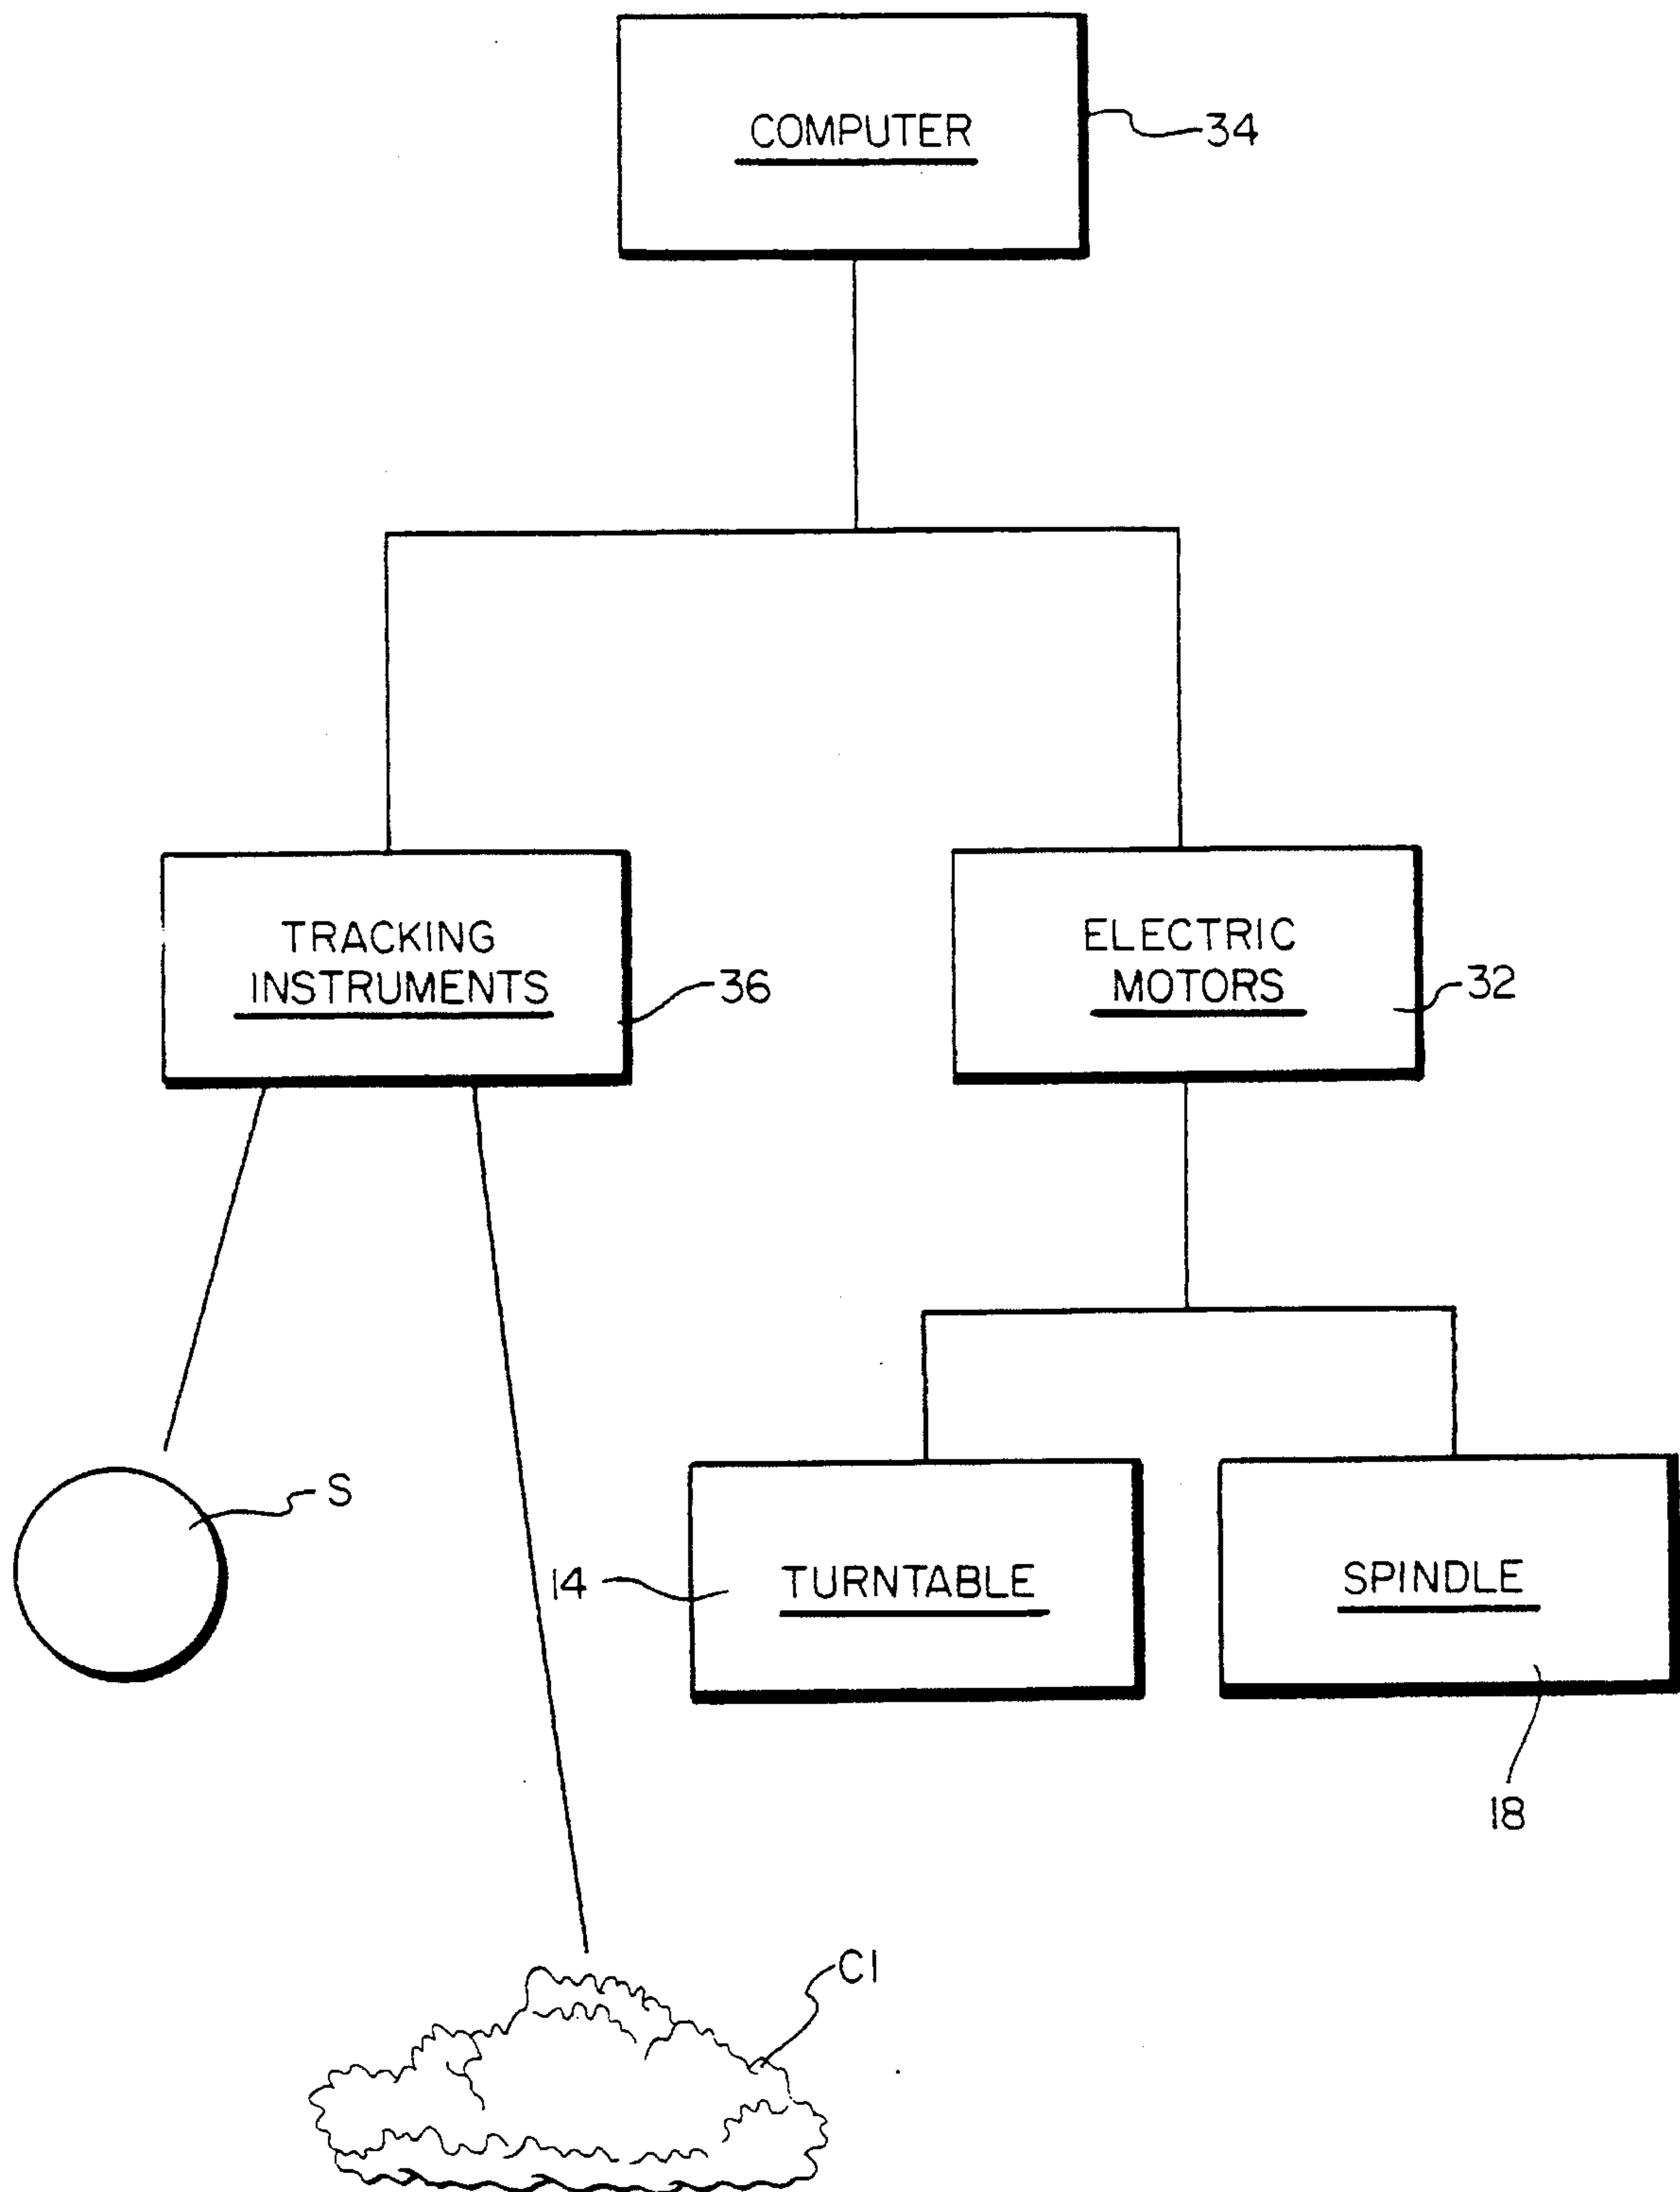 COMPUTER
34
TRACKING
INSTRUMENTS
36
ELECTRIC
MOTORS
32
S
14
TURNTABLE
SPINDLE
18
C1